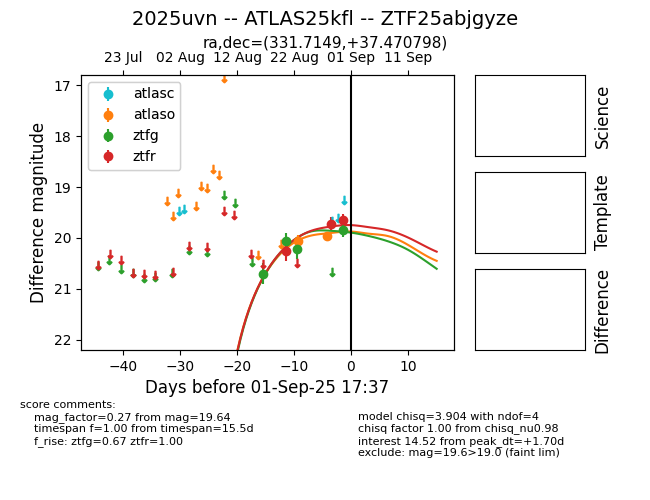 2025uvn -- ATLAS25kfl -- ZTF25abjgyze
ra,dec=(331.7149,+37.470798)
23 Jul 02 Aug 12 Aug 22 Aug 01 Sep 11 Sep
atlasc
atlaso
ztfg
ztfr
17
18
19
20
21
22
Difference magnitude
−40 −30 −20 −10 0 10
Days before 01-Sep-25 17:37
Science
Template
Difference
score comments:
mag_factor=0.27 from mag=19.64
timespan f=1.00 from timespan=15.5d
f_rise: ztfg=0.67 ztfr=1.00
model chisq=3.904 with ndof=4
chisq factor 1.00 from chisq_nu0.98
interest 14.52 from peak_dt=+1.70d
exclude: mag=19.6>19.0 (faint lim)